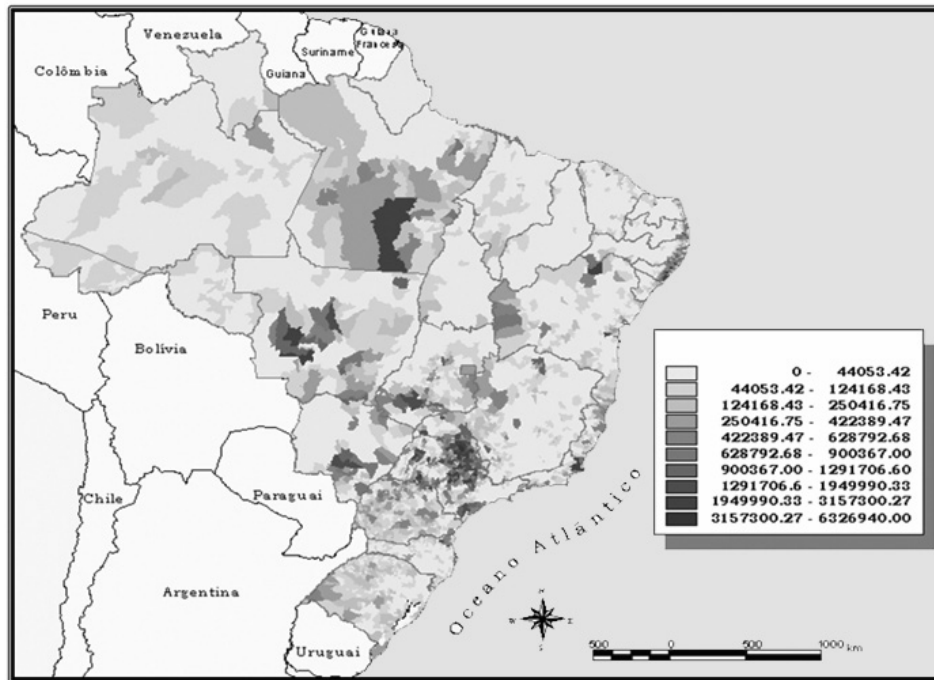 Venezuela
Guiana
Francesa
Suriname
Colômbia
Guiana
Peru
Bolívia
Paraguai
Chile
Argentina
Uruguai
Oceano Atlántico
0 - 44053.42
44053.42 - 124168.43
124168.43 - 250416.75
250416.75 - 422389.47
422389.47 - 628792.68
628792.68 - 900367.00
900367.00 - 1291706.60
1291706.6 - 1949990.33
1949990.33 - 3157300.27
3157300.27 - 6326940.00
N
W E
S
500 0 500 1000 km